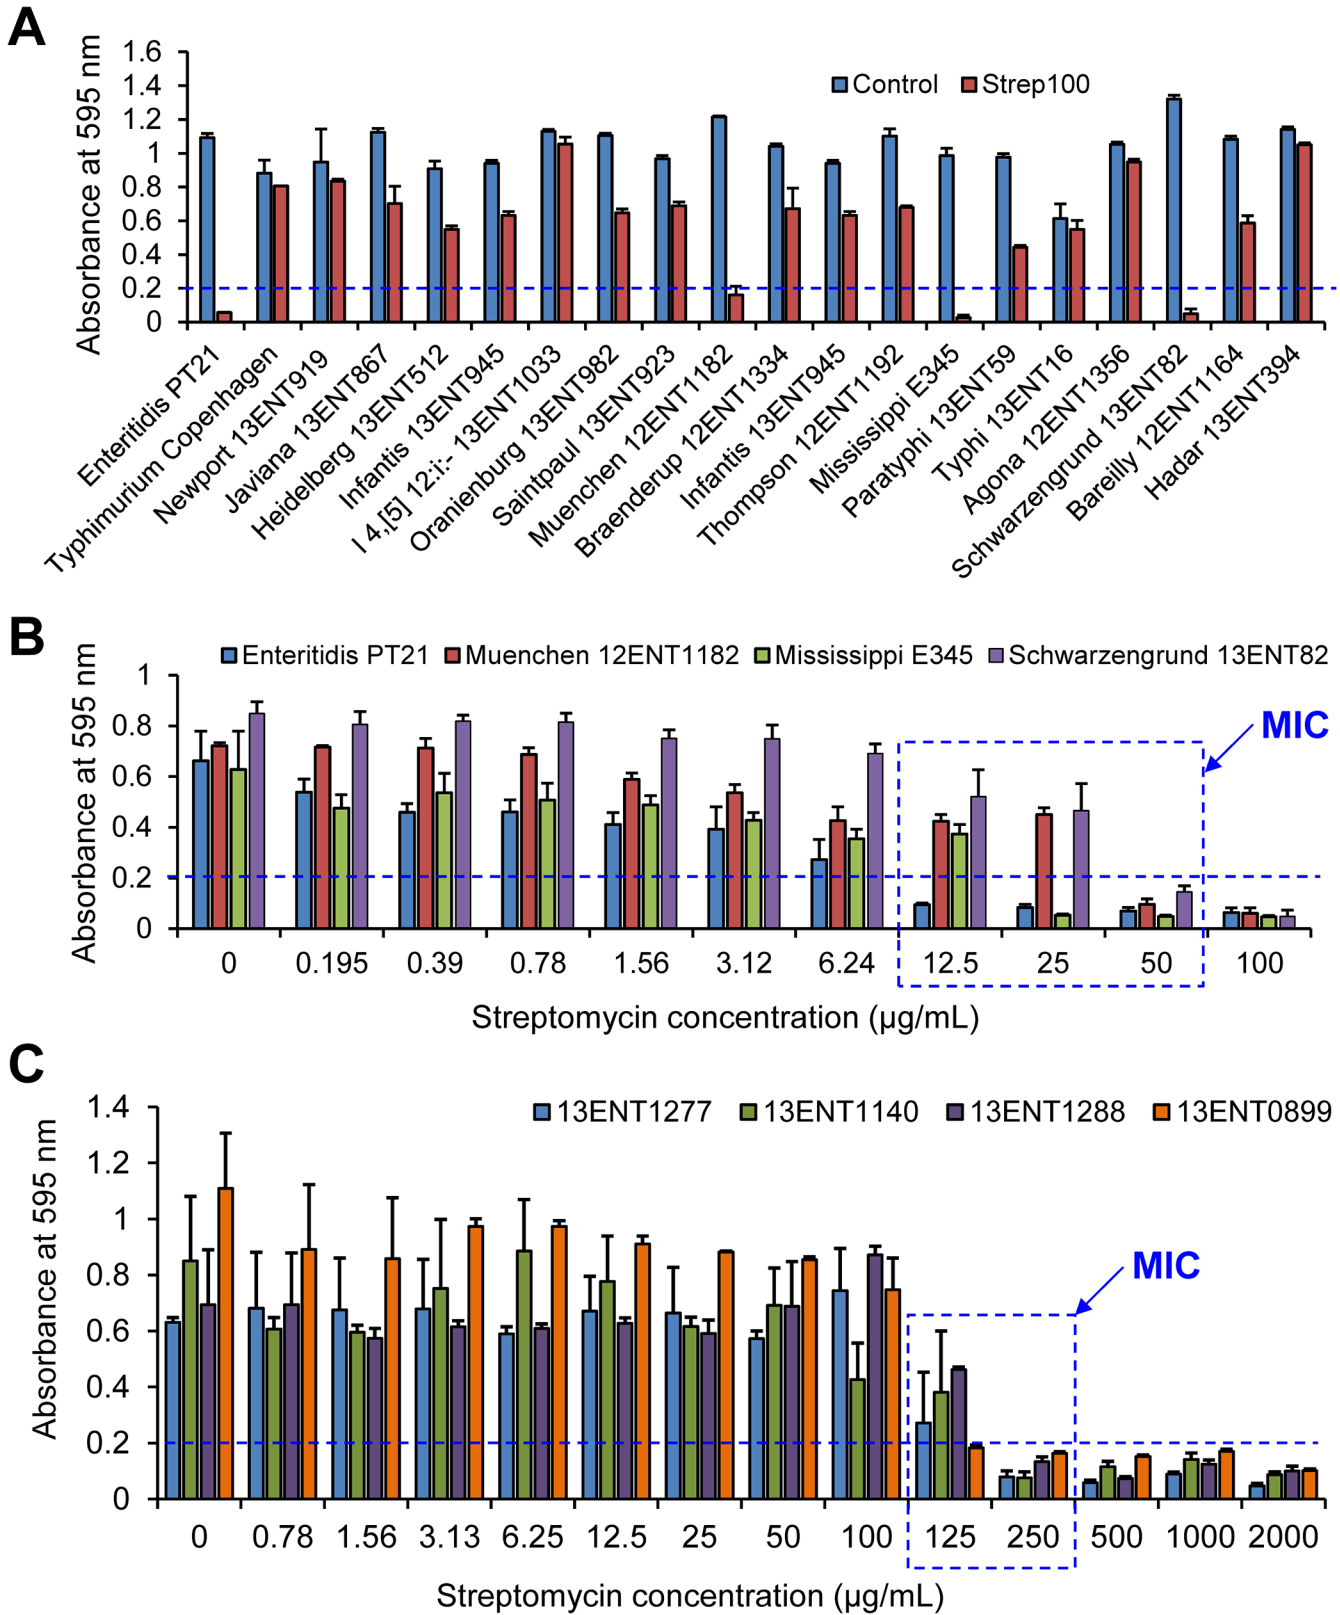 A
Absorbance at 595 nm
1.6
1.4
1.2
1
0.8
0.6
0.4
0.2
0
Control Strep100
Enteritidis PT21
Typhimurium Copenhagen
Newport 13ENT919
Javiana 13ENT867
Heidelberg 13ENT512
Infantis 13ENT945
I 4,[5] 12:i:- 13ENT1033
Oranienburg 13ENT982
Saintpaul 13ENT923
Muenchen 12ENT1182
Braenderup 12ENT1334
Infantis 13ENT945
Thompson 12ENT1192
Mississippi E345
Paratyphi 13ENT59
Typhi 13ENT16
Agona 12ENT1356
Schwarzengrund 13ENT82
Bareilly 12ENT1164
Hadar 13ENT394
B
Absorbance at 595 nm
Enteritidis PT21 Muenchen 12ENT1182 Mississippi E345 Schwarzengrund 13ENT82
1
0.8
0.6
0.4
0.2
0
MIC
0 0.195 0.39 0.78 1.56 3.12 6.24 12.5 25 50 100
Streptomycin concentration (µg/mL)
C
Absorbance at 595 nm
1.4
1.2
1
0.8
0.6
0.4
0.2
0
13ENT1277 13ENT1140 13ENT1288 13ENT0899
MIC
0 0.78 1.56 3.13 6.25 12.5 25 50 100 125 250 500 1000 2000
Streptomycin concentration (µg/mL)